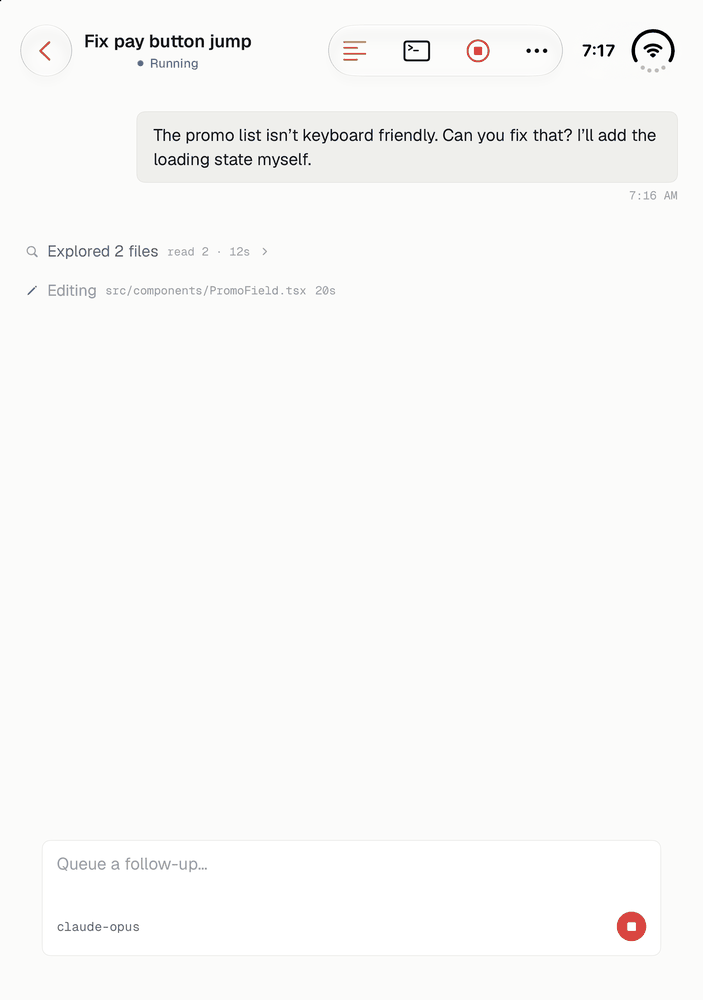 Fix pay button jump
Running
7:17
The promo list isn’t keyboard friendly. Can you fix that? I’ll add the
loading state myself.
7:16 AM
Explored 2 files read 2 · 12s
Editing src/components/PromoField.tsx 20s
Queue a follow-up…
claude-opus